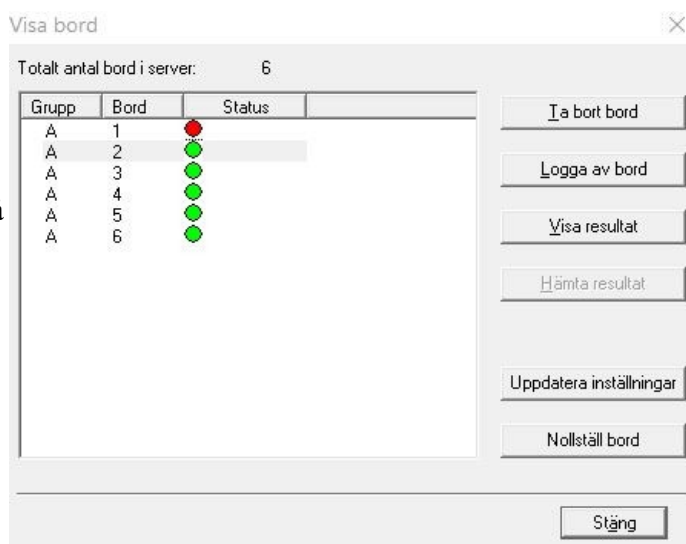 Visa bord
Totalt antal bord i server: 6
Grupp Bord Status
A 1
A 2
A 3
A 4
A 5
A 6
Ta bort bord
Logga av bord
Visa resultat
Hämta resultat
Uppdatera inställningar
Nollställ bord
Stäng